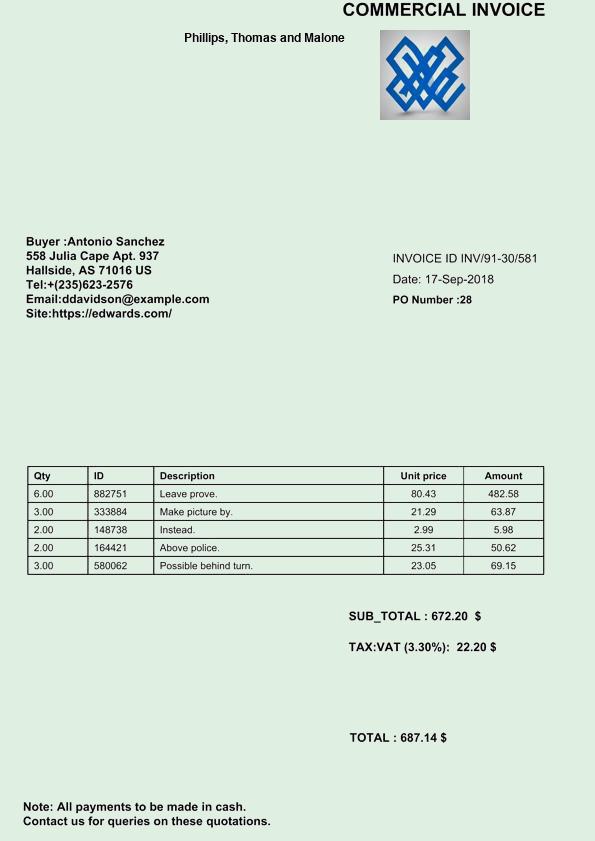 COMMERCIAL INVOICE
Phillips, Thomas and Malone
Buyer :Antonio Sanchez
558 Julia Cape Apt. 937
Hallside, AS 71016 US
Tel:+(235)623-2576
Email:ddavidson@example.com
Site:https://edwards.com/
INVOICE ID INV/91-30/581
Date: 17-Sep-2018
PO Number :28
Qty ID Description Unit price Amount
6.00 882751 Leave prove. 80.43 482.58
3.00 333884 Make picture by. 21.29 63.87
2.00 148738 Instead. 2.99 5.98
2.00 164421 Above police. 25.31 50.62
3.00 580062 Possible behind turn. 23.05 69.15
SUB_TOTAL : 672.20 $
TAX:VAT (3.30%): 22.20 $
TOTAL : 687.14 $
Note: All payments to be made in cash.
Contact us for queries on these quotations.